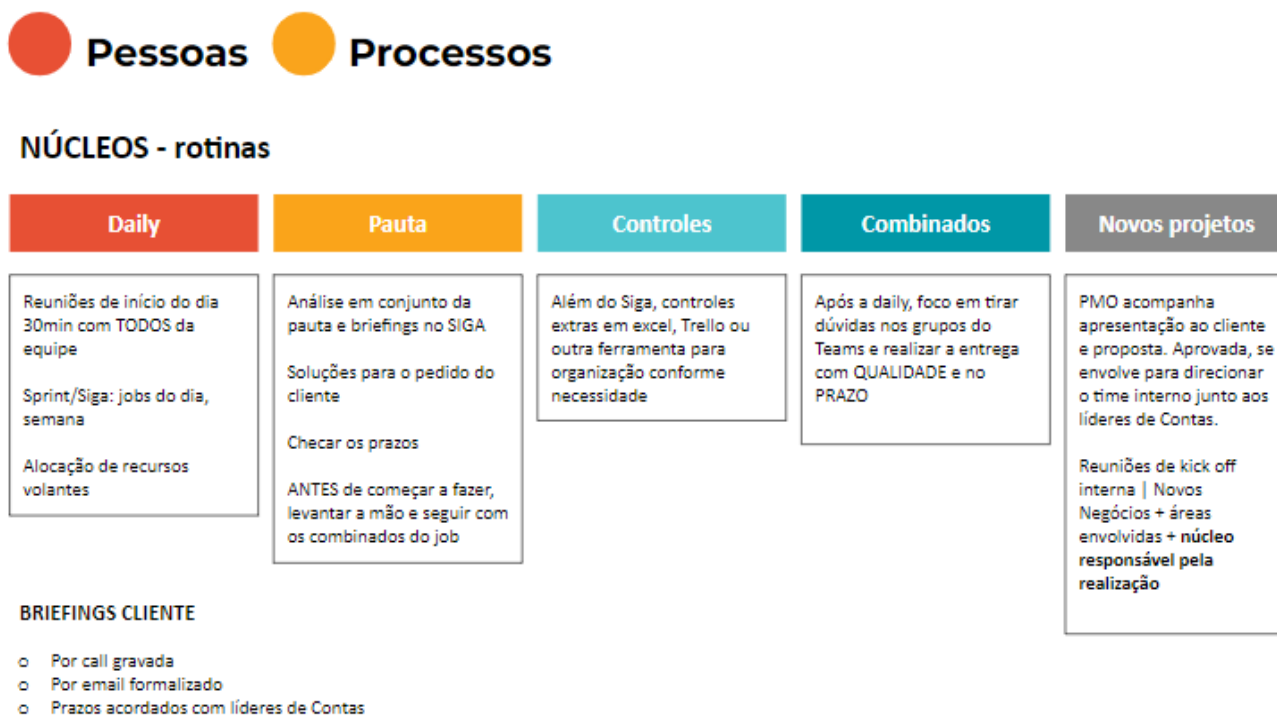 Pessoas
Processos
NÚCLEOS - rotinas
Daily
Reuniões de início do dia
30min com TODOS da
equipe
Sprint/Siga: jobs do dia,
semana
Alocação de recursos
volantes
Pauta
Análise em conjunto da
pauta e briefings no SIGA
Soluções para o pedido do
cliente
Checar os prazos
ANTES de começar a fazer,
levantar a mão e seguir com
os combinados do job
Controles
Além do Siga, controles
extras em excel, Trello ou
outra ferramenta para
organização conforme
necessidade
Combinados
Após a daily, foco em tirar
dúvidas nos grupos do
Teams e realizar a entrega
com QUALIDADE e no
PRAZO
Novos projetos
PMO acompanha
apresentação ao cliente
e proposta. Aprovada, se
envolve para direcionar
o time interno junto aos
líderes de Contas.
Reuniões de kick off
interna | Novos
Negócios + áreas
envolvidas + núcleo
responsável pela
realização
BRIEFINGS CLIENTE
o Por call gravada
o Por email formalizado
o Prazos acordados com líderes de Contas